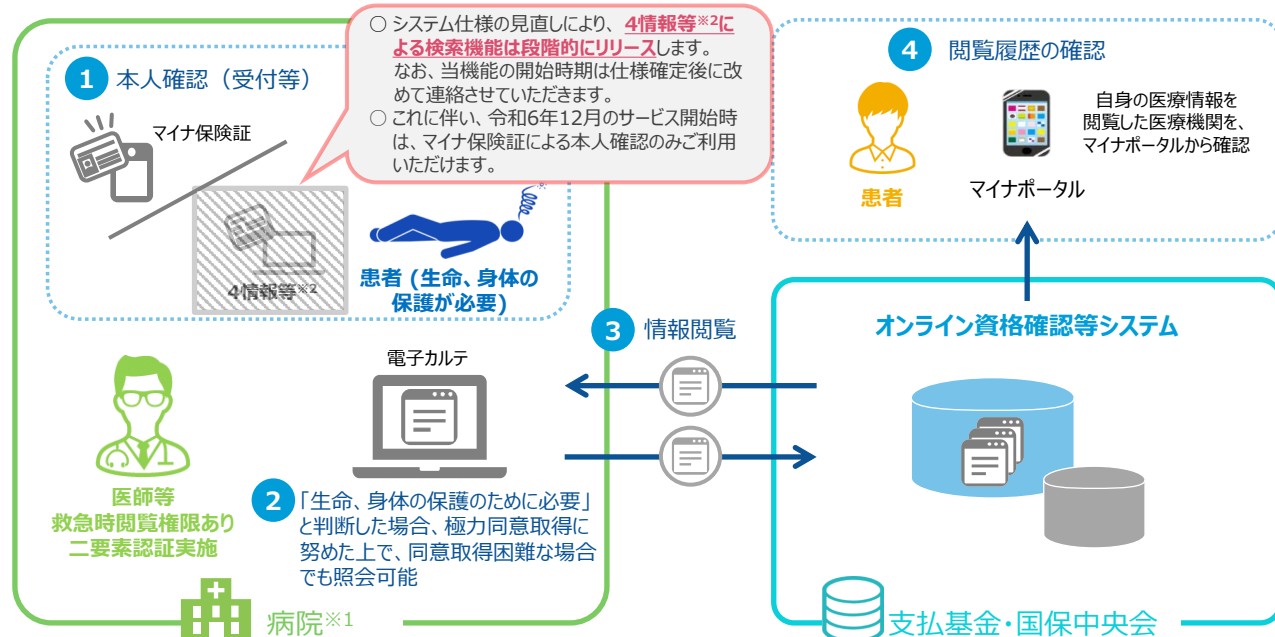 ○ システム仕様の見直しにより、4情報等※2に
よる検索機能は段階的にリリースします。
なお、当機能の開始時期は仕様確定後に改
めて連絡させていただきます。
○ これに伴い、令和6年12月のサービス開始時
は、マイナ保険証による本人確認のみご利用
いただけます。
1 本人確認（受付等）
マイナ保険証
4情報等※2
患者 (生命、身体の
保護が必要)
医師等
救急時閲覧権限あり
二要素認証実施
電子カルテ
2 「生命、身体の保護のために必要」
と判断した場合、極力同意取得に
努めた上で、同意取得困難な場合
でも照会可能
病院※1
3 情報閲覧
4 閲覧履歴の確認
患者
マイナポータル
自身の医療情報を
閲覧した医療機関を、
マイナポータルから確認
オンライン資格確認等システム
支払基金・国保中央会